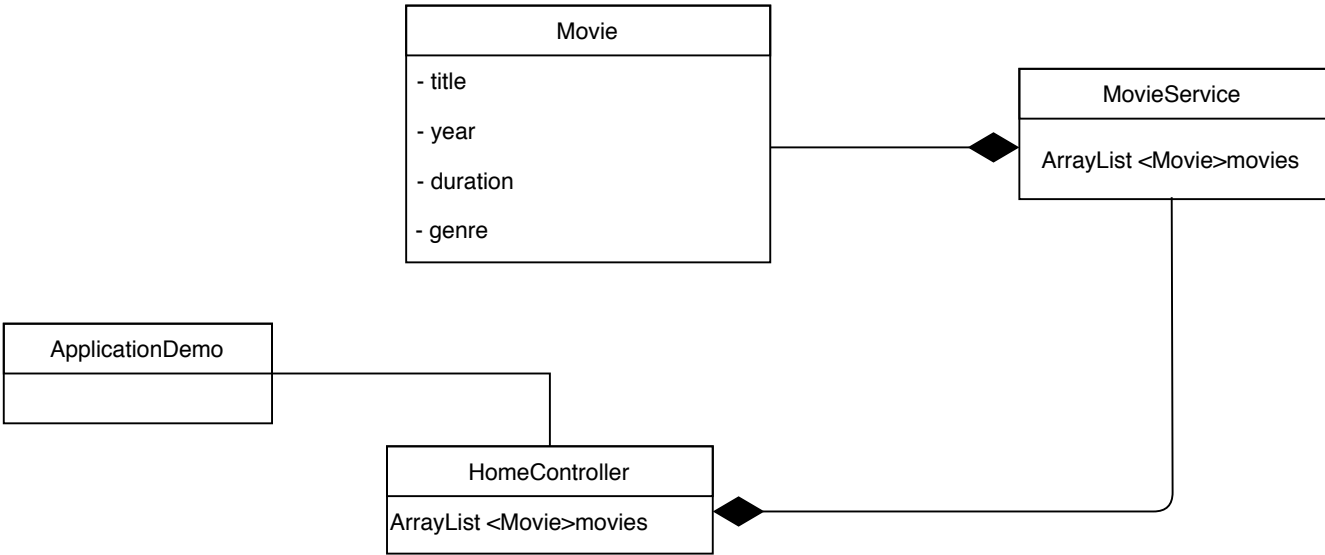 Movie
- title
- year
- duration
- genre
MovieService
ArrayList <Movie>movies
ApplicationDemo
HomeController
ArrayList <Movie>movies